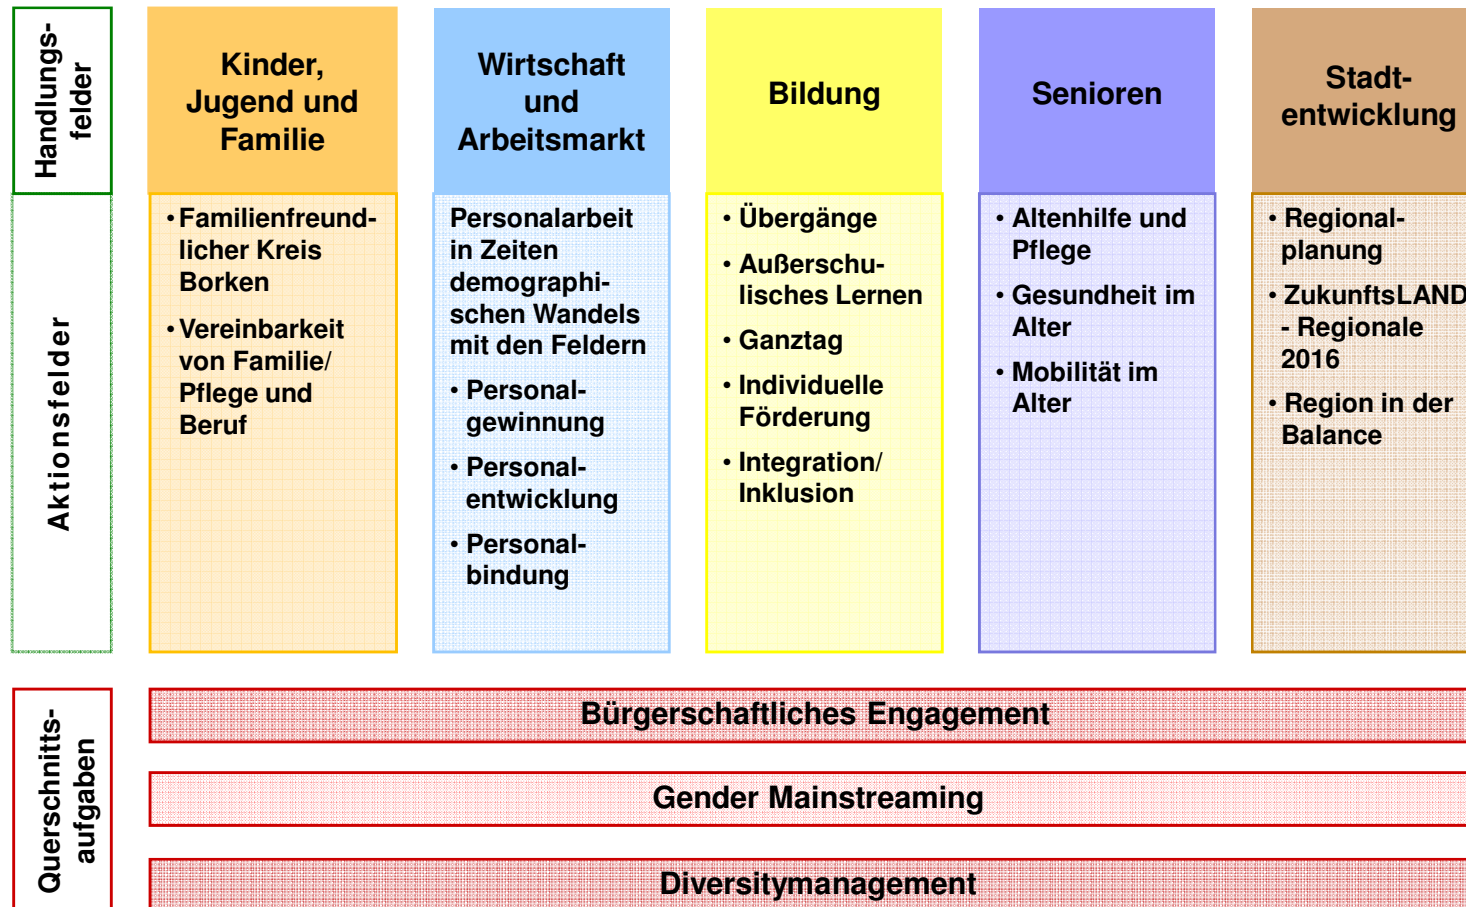 Handlungs-
felder
Kinder,
Jugend und
Familie
Wirtschaft
und
Arbeitsmarkt
Bildung
Senioren
Stadt-
entwicklung
Aktionsfelder
• Familienfreund-
licher Kreis
Borken
• Vereinbarkeit
von Familie/
Pflege und
Beruf
Personalarbeit
in Zeiten
demographi-
schen Wandels
mit den Feldern
• Personal-
gewinnung
• Personal-
entwicklung
• Personal-
bindung
• Übergänge
• Außerschu-
lisches Lernen
• Ganztag
• Individuelle
Förderung
• Integration/
Inklusion
• Altenhilfe und
Pflege
• Gesundheit im
Alter
• Mobilität im
Alter
• Regional-
planung
• ZukunftsLAND
- Regionale
2016
• Region in der
Balance
Querschnitts-
aufgaben
Bürgerschaftliches Engagement
Gender Mainstreaming
Diversitymanagement